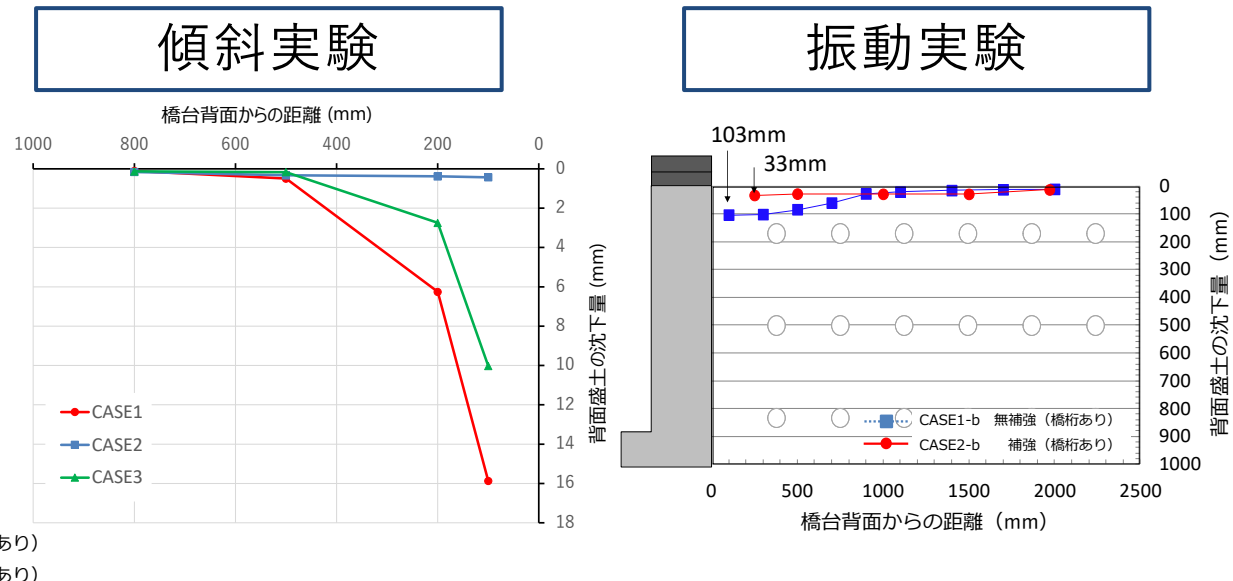 傾斜実験
橋台背面からの距離 (mm)
1000 800 600 400 200 0
0
2
4
6
8
10
12
14
16
18
背面盛土の沈下量 (mm)
CASE1
CASE2
CASE3
あり）
あり）
振動実験
103mm
33mm
0
100
200
300
400
500
600
700
800
900
1000
背面盛土の沈下量（mm）
CASE1-b 無補強（橋桁あり）
CASE2-b 補強（橋桁あり）
0 500 1000 1500 2000 2500
橋台背面からの距離（mm）